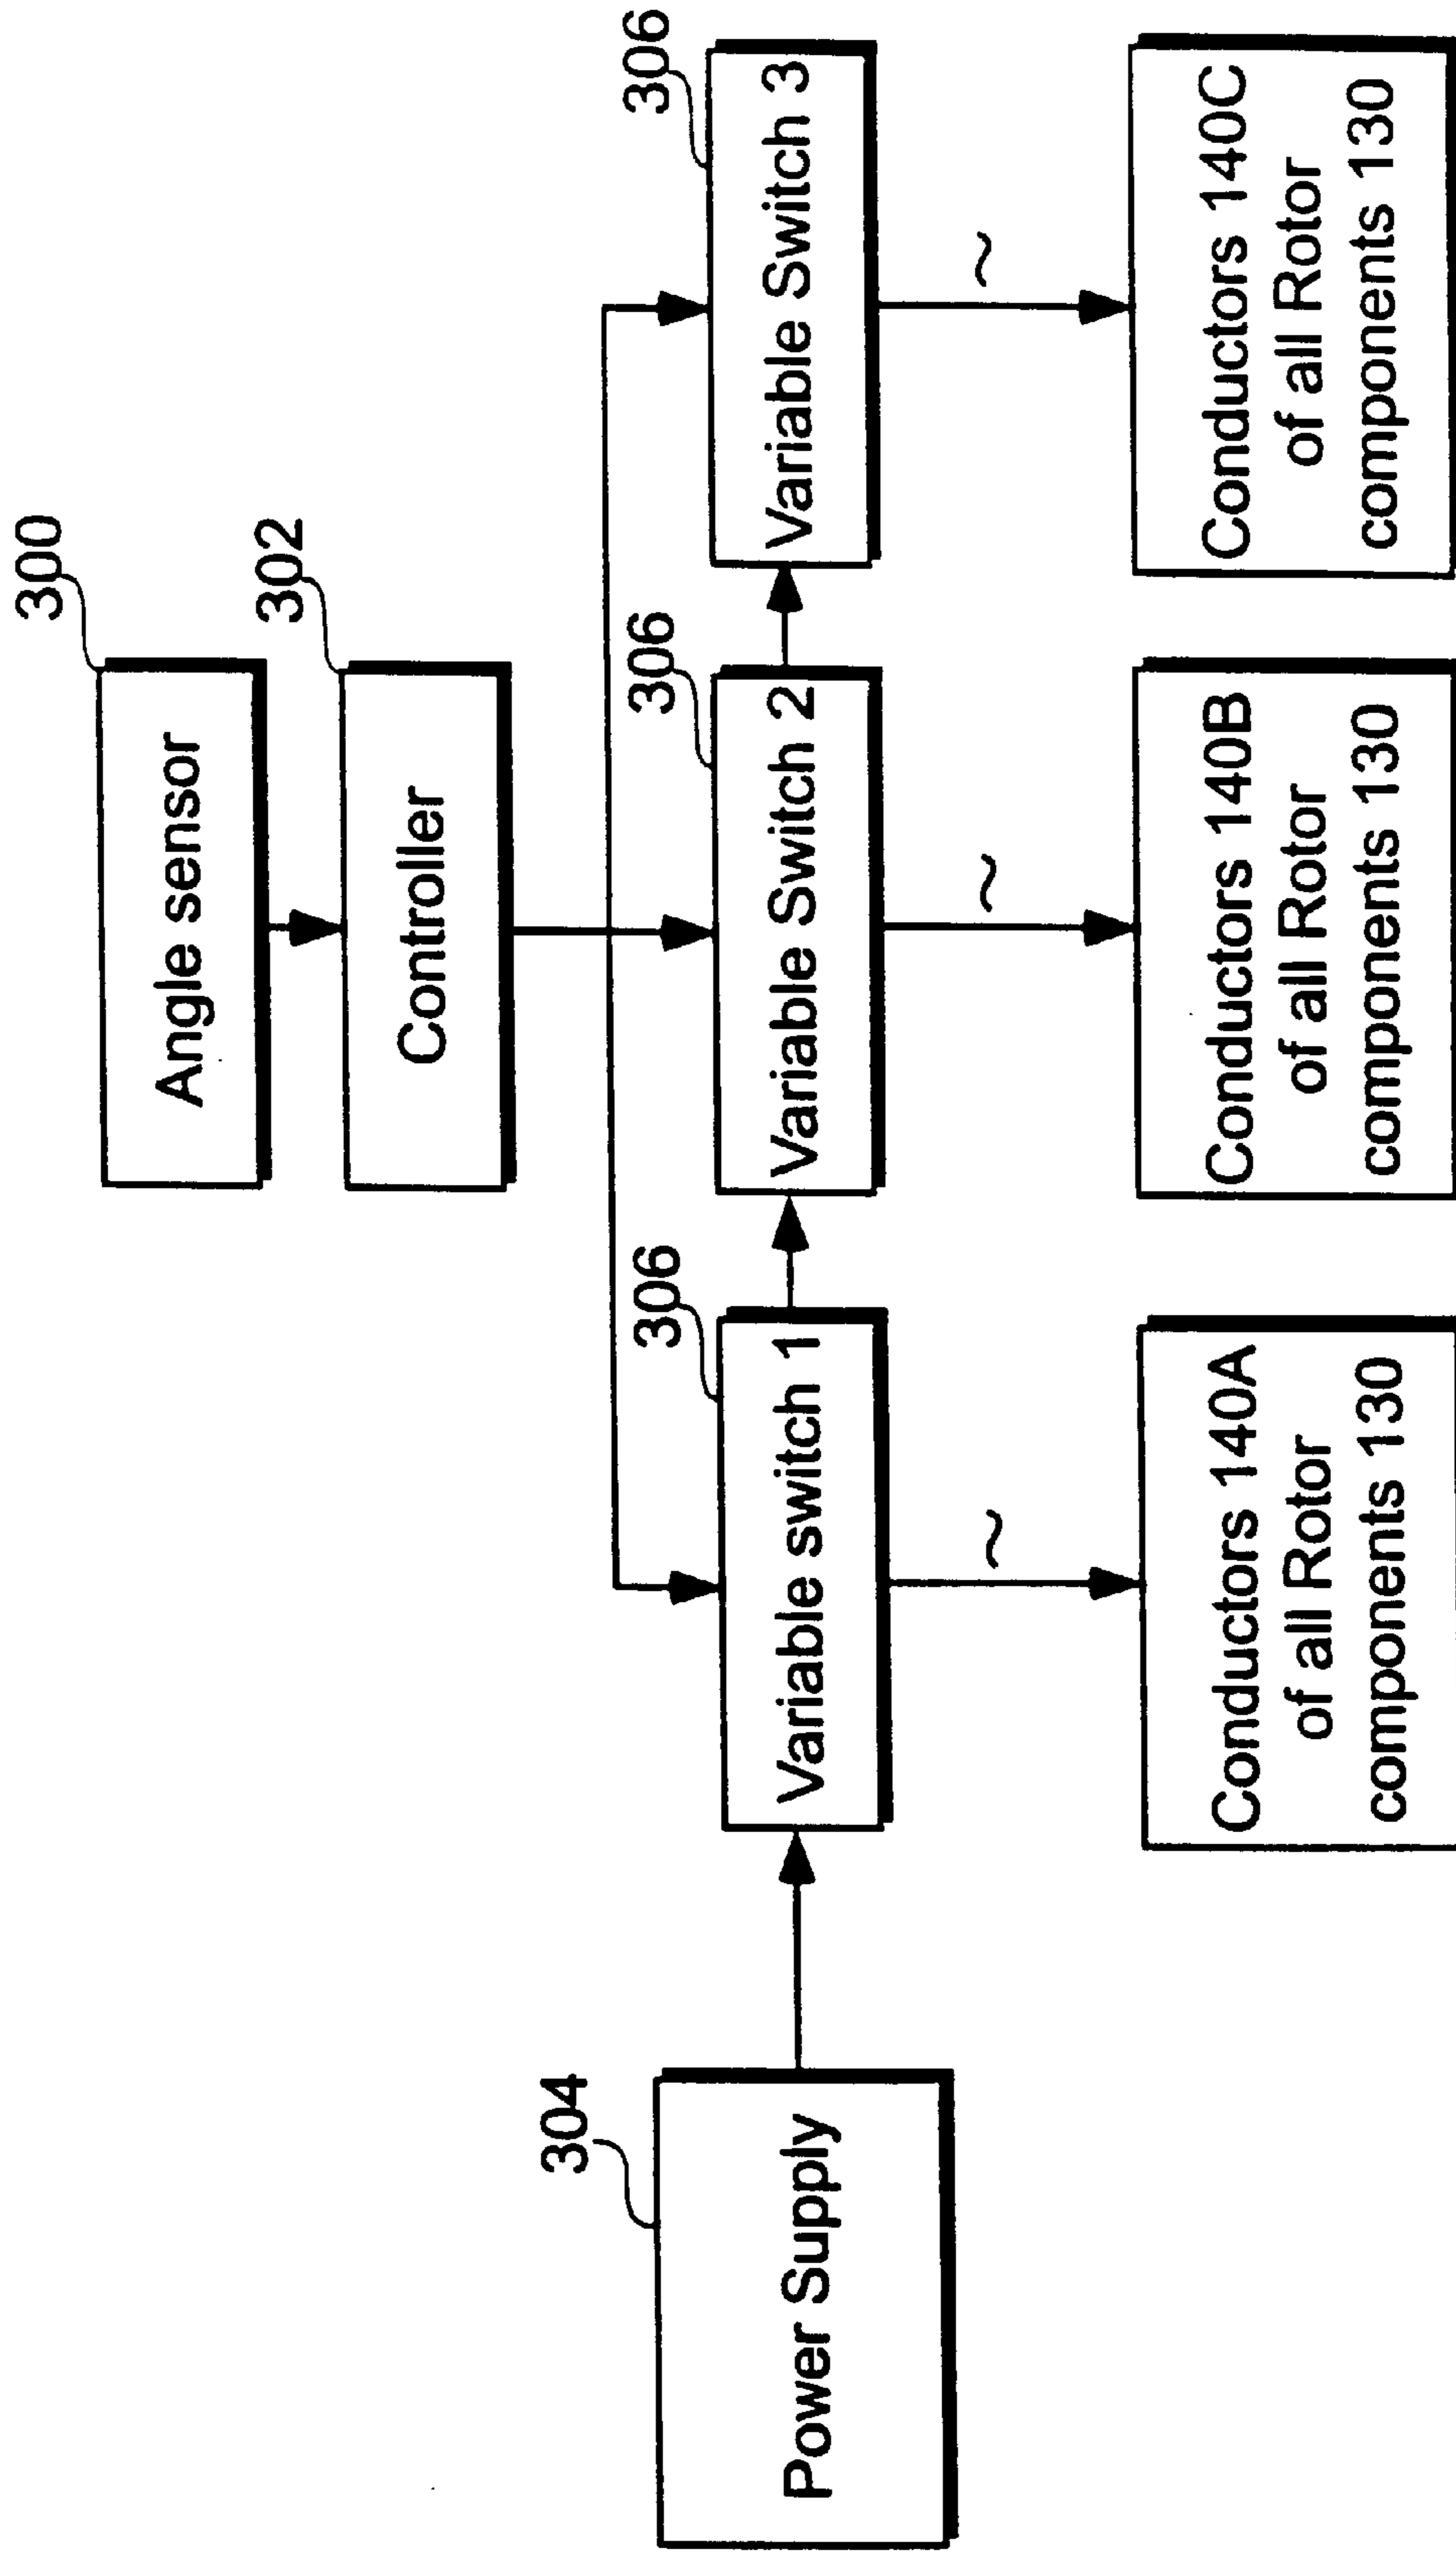 300
Angle sensor
302
Controller
304
Power Supply
306
Variable switch 1
306
Variable Switch 2
306
Variable Switch 3
~
~
~
Conductors 140A
of all Rotor
components 130
Conductors 140B
of all Rotor
components 130
Conductors 140C
of all Rotor
components 130